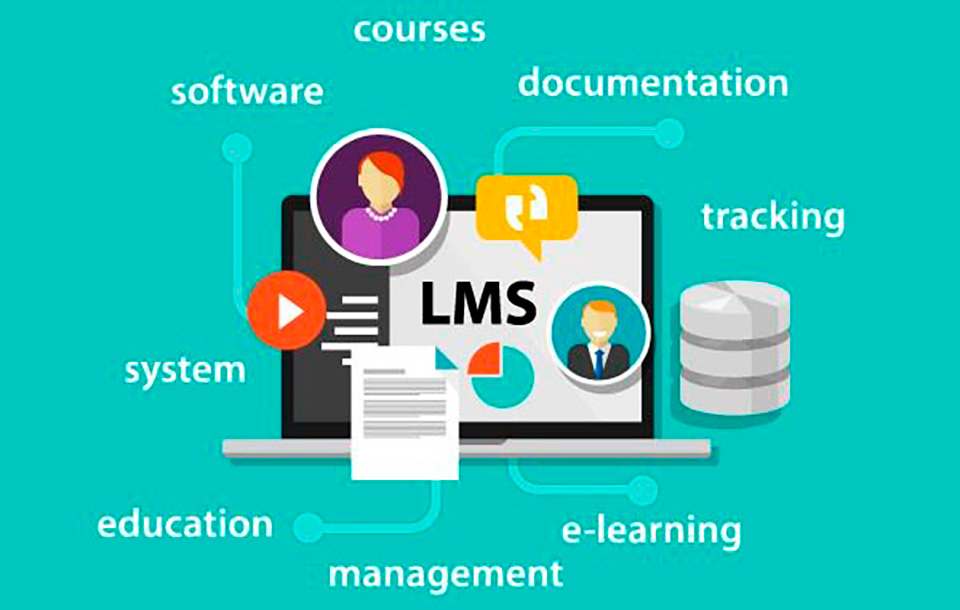 courses
software
documentation
tracking
LMS
system
education
e-learning
management